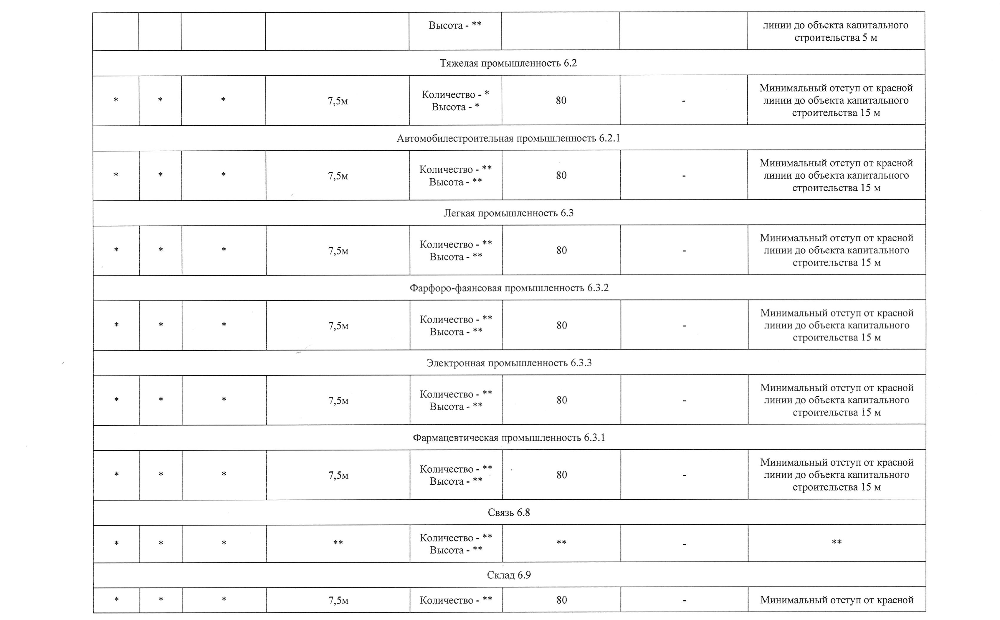 Высота - **
линии до объекта капитального
строительства 5 м
Тяжелая промышленность 6.2
* * * 7,5м Количество - *
Высота - * 80 - Минимальный отступ от красной
линии до объекта капитального
строительства 15 м
Автомобилестроительная промышленность 6.2.1
* * * 7,5м Количество - **
Высота - ** 80 - Минимальный отступ от красной
линии до объекта капитального
строительства 15 м
Легкая промышленность 6.3
* * * 7,5м Количество - **
Высота - ** 80 - Минимальный отступ от красной
линии до объекта капитального
строительства 15 м
Фарфоро-фаянсовая промышленность 6.3.2
* * * 7,5м Количество - **
Высота - ** 80 - Минимальный отступ от красной
линии до объекта капитального
строительства 15 м
Электронная промышленность 6.3.3
* * * 7,5м Количество - **
Высота - ** 80 - Минимальный отступ от красной
линии до объекта капитального
строительства 15 м
Фармацевтическая промышленность 6.3.1
* * * 7,5м Количество - **
Высота - ** 80 - Минимальный отступ от красной
линии до объекта капитального
строительства 15 м
Связь 6.8
* * * ** Количество - **
Высота - ** ** - **
Склад 6.9
* * * 7,5м Количество - ** 80 - Минимальный отступ от красной